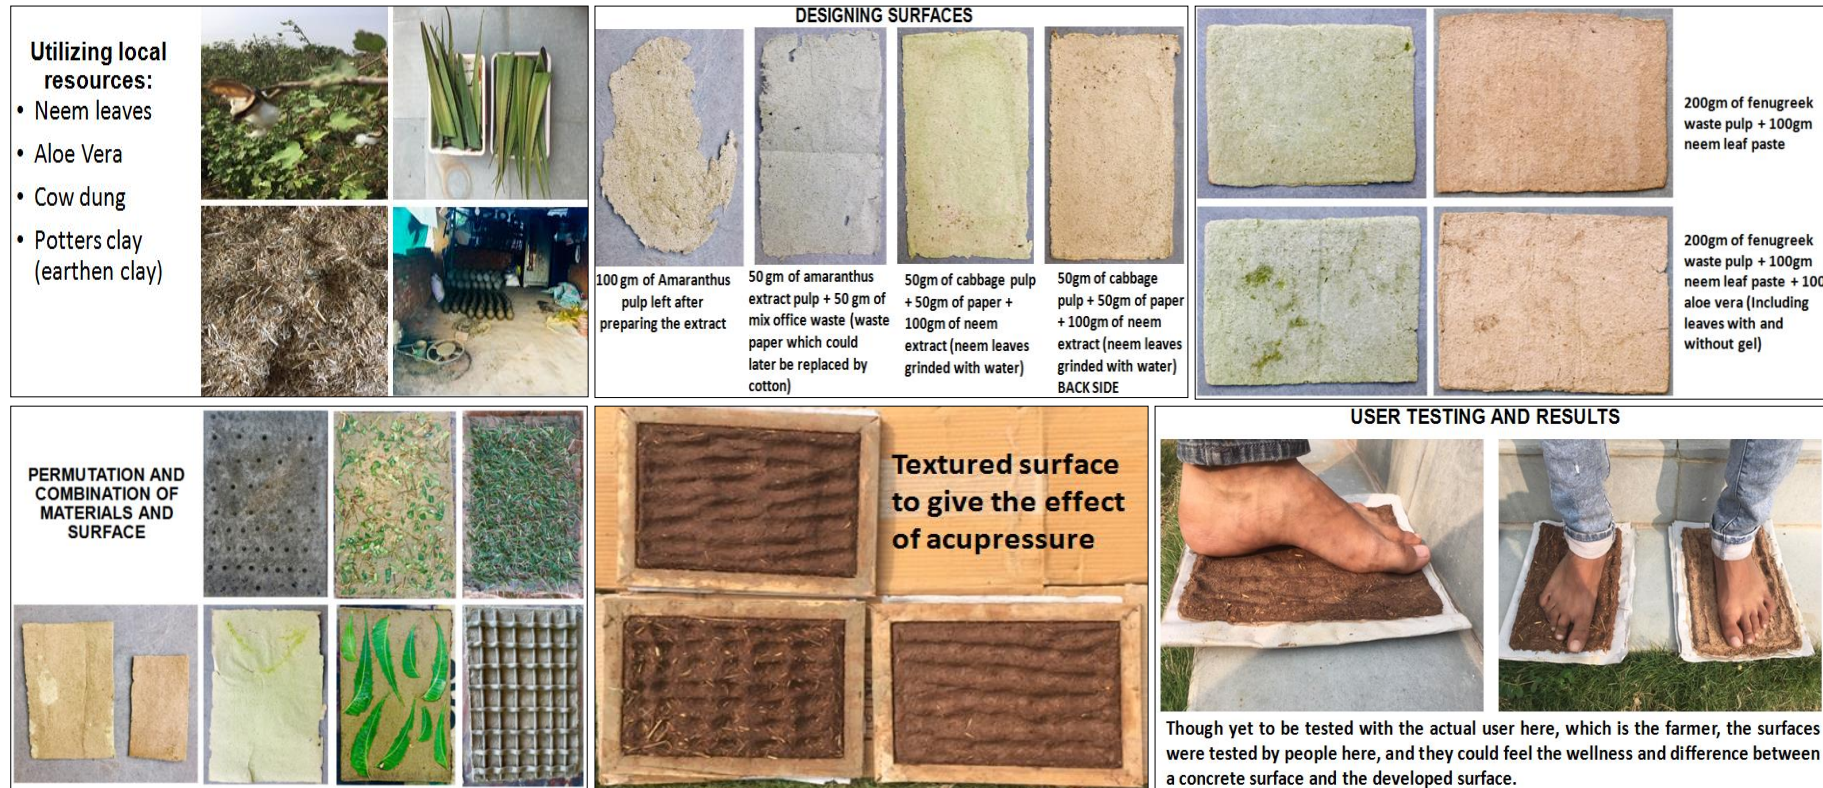 Utilizing local
resources:
• Neem leaves
• Aloe Vera
• Cow dung
• Potters clay
(earthen clay)
DESIGNING SURFACES
100 gm of Amaranthus
pulp left after
preparing the extract
50 gm of amaranthus
extract pulp + 50 gm of
mix office waste (waste
paper which could
later be replaced by
cotton)
50gm of cabbage pulp
+ 50gm of paper +
100gm of neem
extract (neem leaves
grinded with water)
50gm of cabbage
pulp + 50gm of paper
+ 100gm of neem
extract (neem leaves
grinded with water)
BACK SIDE
200gm of fenugreek
waste pulp + 100gm
neem leaf paste
200gm of fenugreek
waste pulp + 100gm
neem leaf paste + 100
aloe vera (Including
leaves with and
without gel)
PERMUTATION AND
COMBINATION OF
MATERIALS AND
SURFACE
Textured surface
to give the effect
of acupressure
USER TESTING AND RESULTS
Though yet to be tested with the actual user here, which is the farmer, the surfaces
were tested by people here, and they could feel the wellness and difference between
a concrete surface and the developed surface.